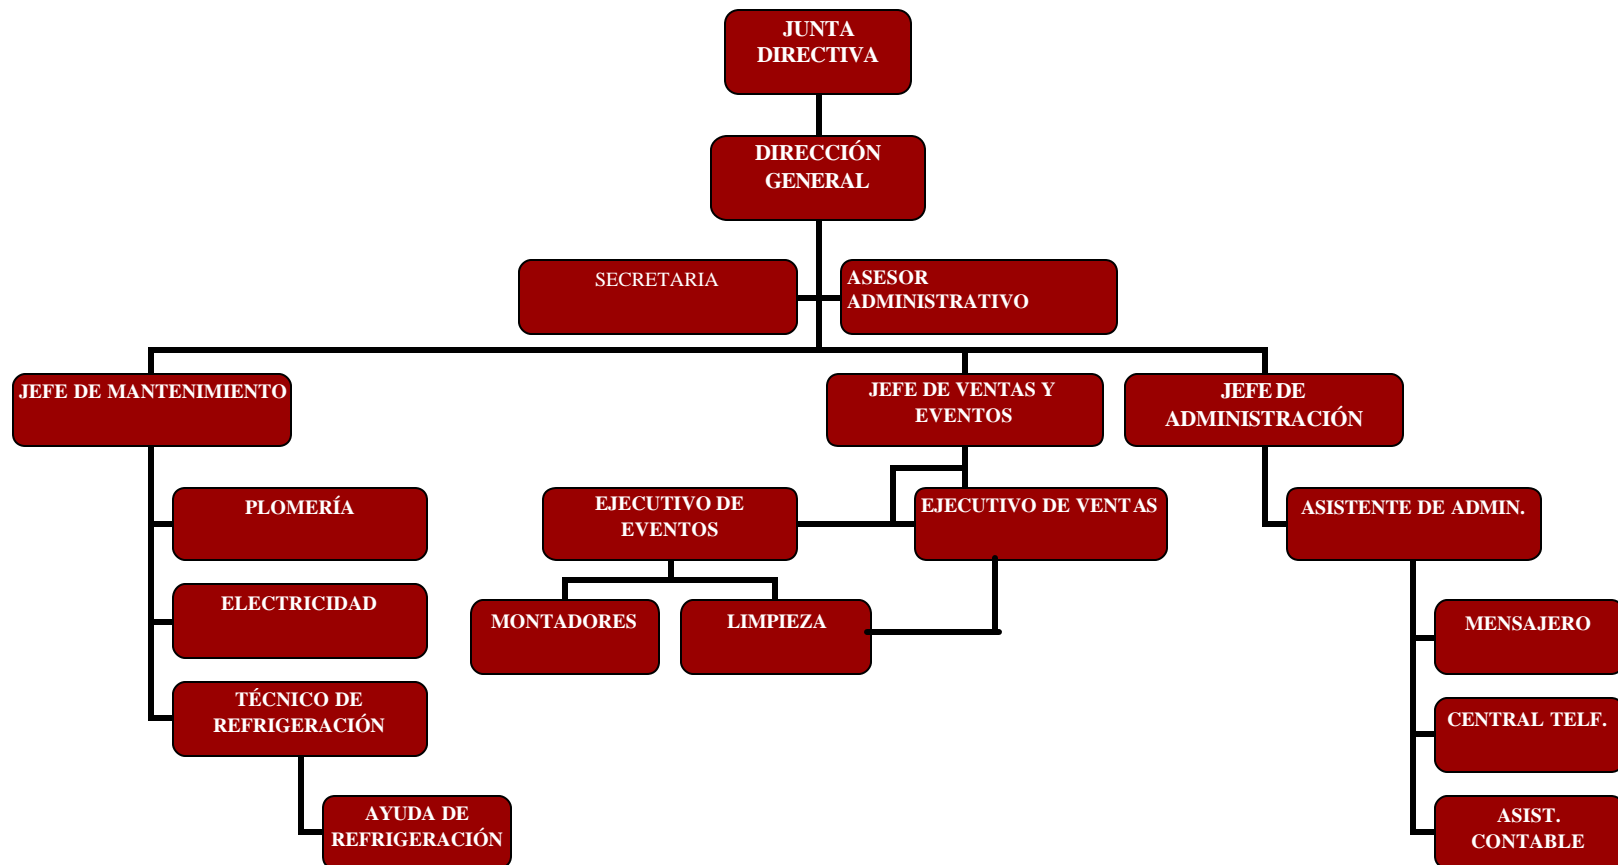 JUNTA
DIRECTIVA
DIRECCIÓN
GENERAL
SECRETARIA
ASESOR
ADMINISTRATIVO
JEFE DE MANTENIMIENTO
JEFE DE VENTAS Y
EVENTOS
JEFE DE
ADMINISTRACIÓN
PLOMERÍA
EJECUTIVO DE
EVENTOS
EJECUTIVO DE VENTAS
ASISTENTE DE ADMIN.
ELECTRICIDAD
MONTADORES
LIMPIEZA
MENSAJERO
TÉCNICO DE
REFRIGERACIÓN
CENTRAL TELF.
AYUDA DE
REFRIGERACIÓN
ASIST.
CONTABLE